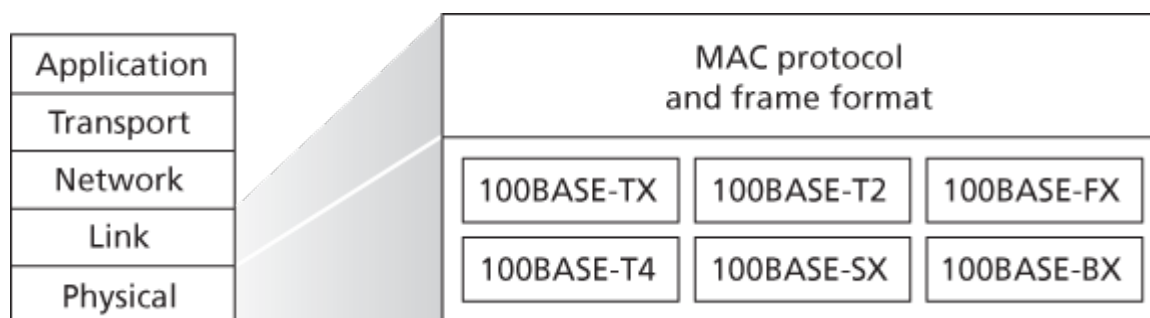 Application
Transport
Network
Link
Physical
MAC protocol
and frame format
100BASE-TX
100BASE-T2
100BASE-FX
100BASE-T4
100BASE-SX
100BASE-BX